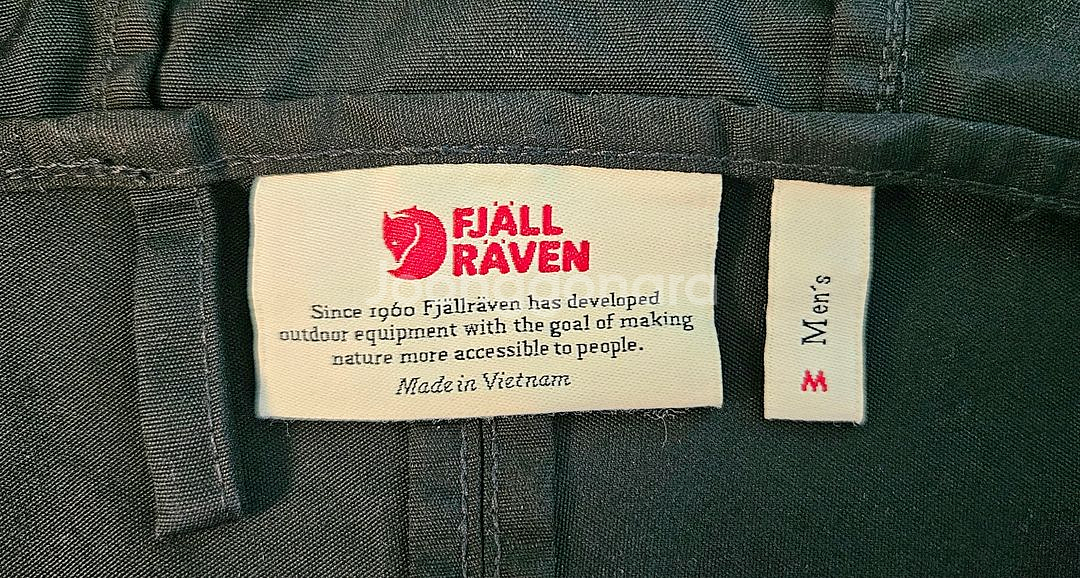 FJÄLL
RÄVEN
Since 1960 Fjällräven has developed
outdoor equipment with the goal of making
nature more accessible to people.
Made in Vietnam
Men's
M
Joonggonara